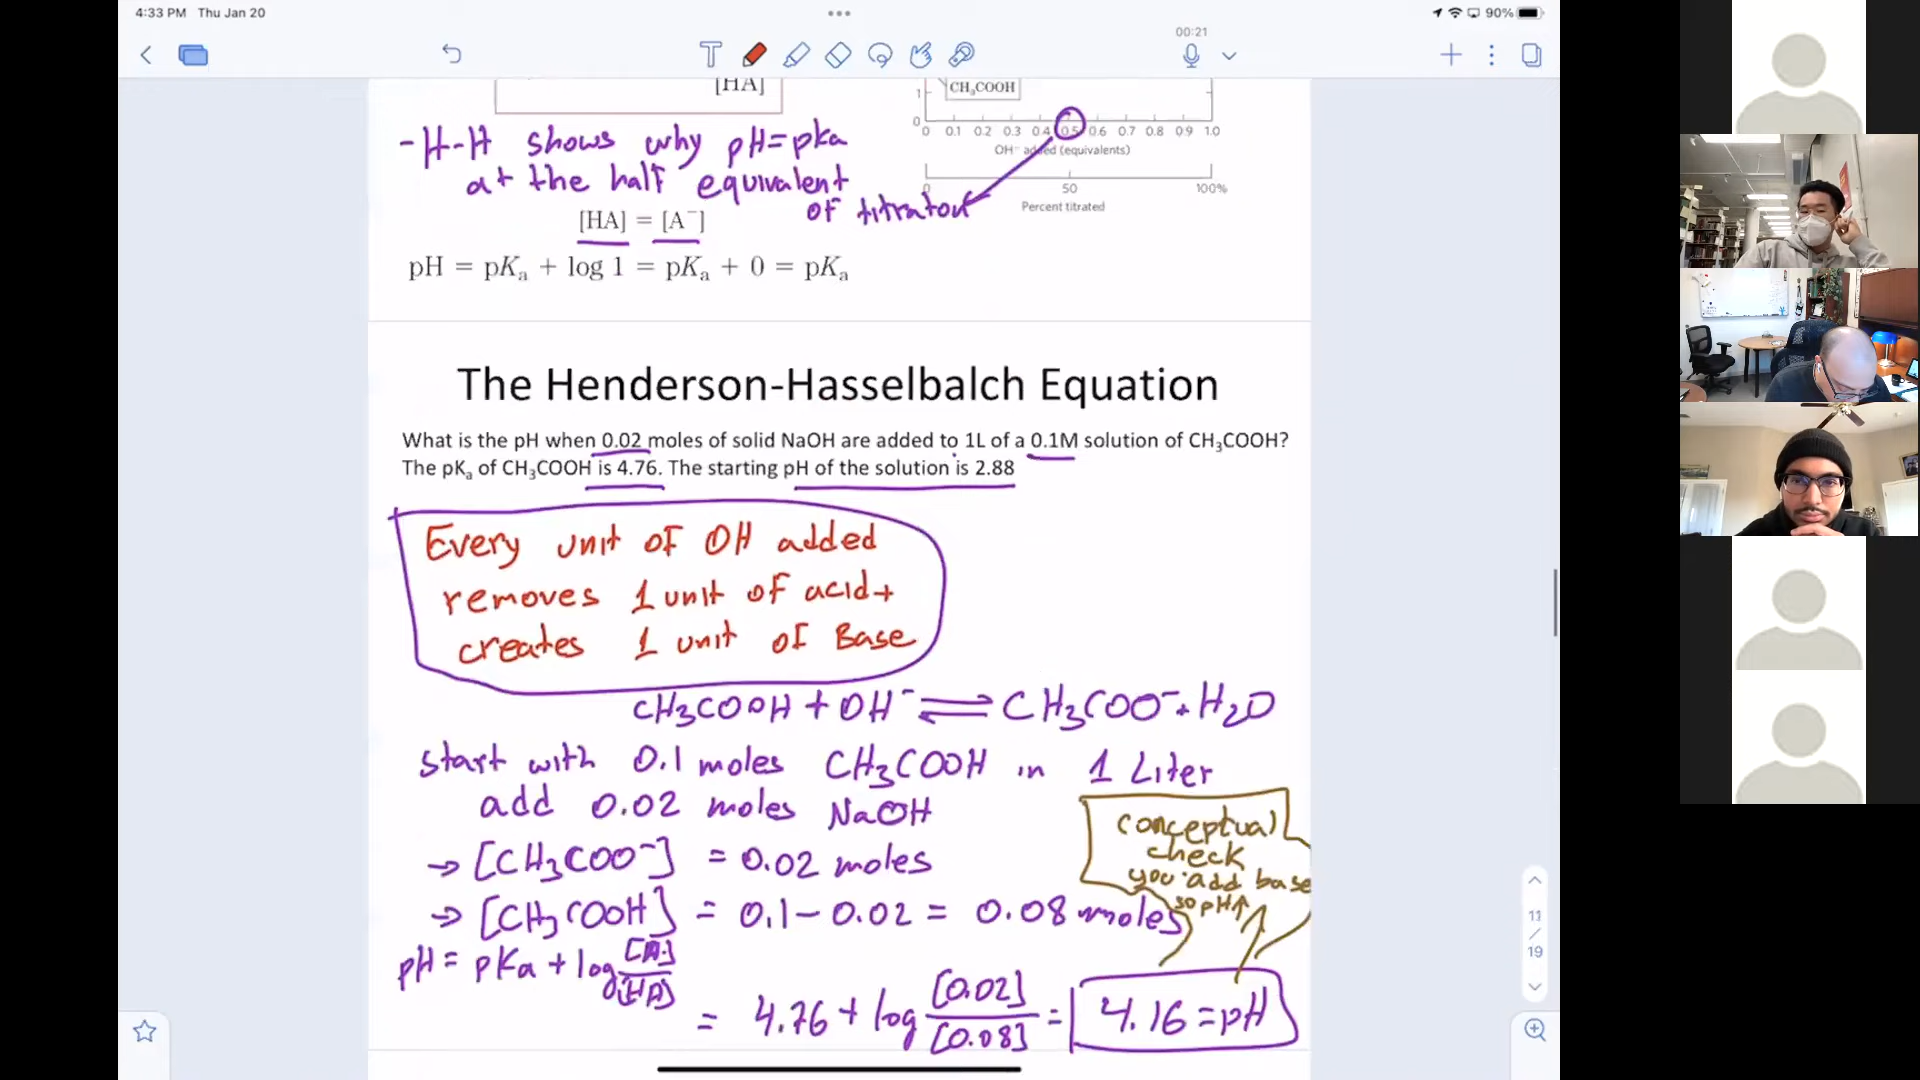 4:33 PM Thu Jan 20
90%
00:21
[HA]
CH₃COOH
1
0
0 0.1 0.2 0.3 0.4 0.5 0.6 0.7 0.8 0.9 1.0
OH⁻ added (equivalents)
0 50 100%
Percent titrated
-H-H shows why pH=pka
at the half equivalent
of titration
[HA] = [A⁻]
pH = pKₐ + log 1 = pKₐ + 0 = pKₐ
The Henderson-Hasselbalch Equation
What is the pH when 0.02 moles of solid NaOH are added to 1L of a 0.1M solution of CH₃COOH?
The pKₐ of CH₃COOH is 4.76. The starting pH of the solution is 2.88
Every unit of OH added
removes 1 unit of acid +
creates 1 unit of Base
CH3COOH + OH⁻ ⇌ CH3COO⁻ + H2O
start with 0.1 moles CH3COOH in 1 Liter
add 0.02 moles NaOH
→ [CH3COO⁻] = 0.02 moles
→ [CH3COOH] = 0.1 - 0.02 = 0.08 moles
conceptual
check
you add base
so pH↑
pH = pKa + log [A-]/[HA]
= 4.76 + log [0.02]/[0.08] = 4.16 = pH
11
/
19